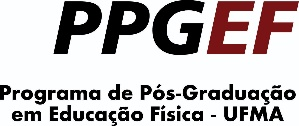 PPGEF
Programa de Pós-Graduação
em Educação Física - UFMA